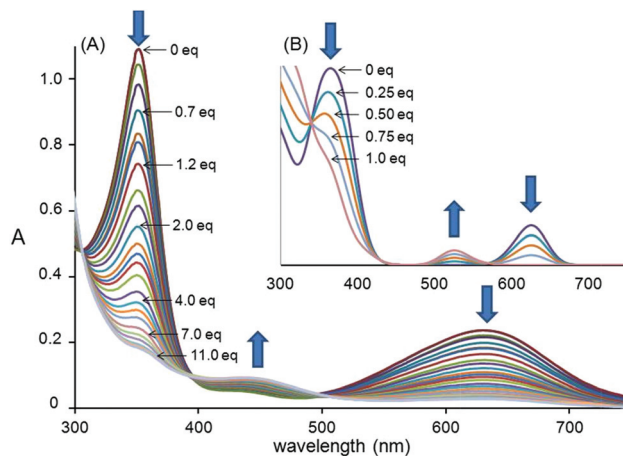 (A)
0 eq
0.7 eq
1.2 eq
2.0 eq
4.0 eq
7.0 eq
11.0 eq
1.0
0.8
0.6
0.4
0.2
0
A
300 400 500 600 700
wavelength (nm)
(B)
0 eq
0.25 eq
0.50 eq
0.75 eq
1.0 eq
300 400 500 600 700